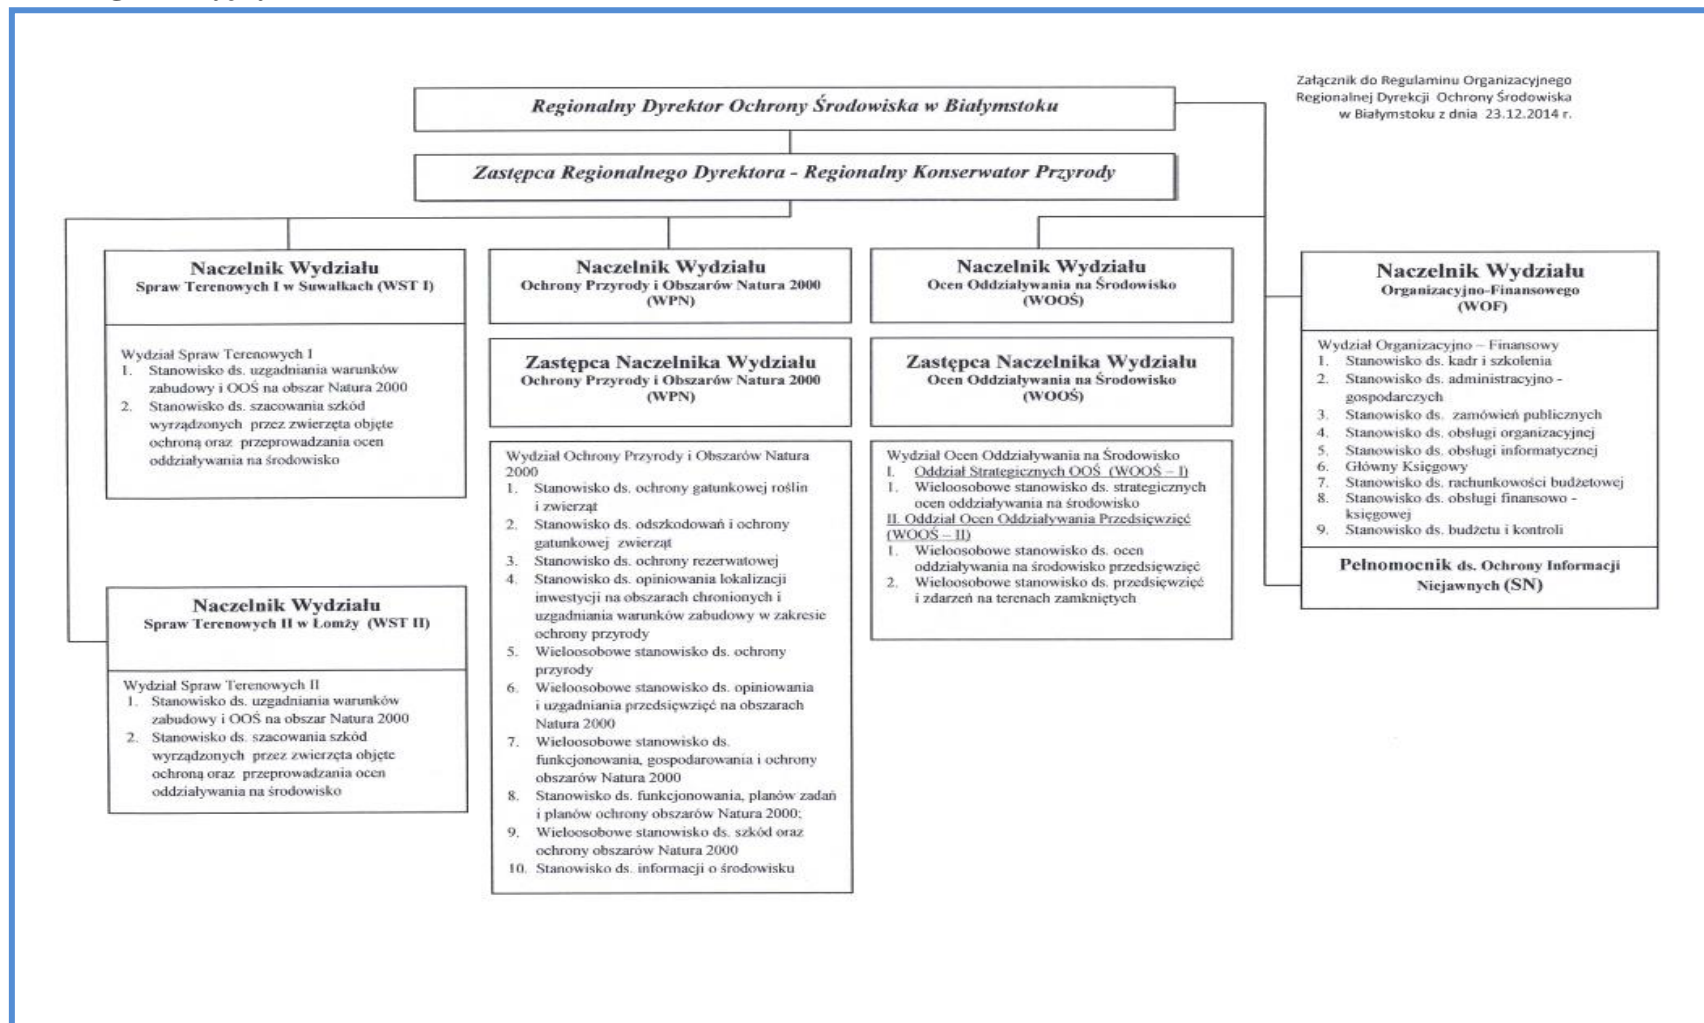 Załącznik do Regulaminu Organizacyjnego
Regionalnej Dyrekcji Ochrony Środowiska
w Białymstoku z dnia 23.12.2014 r.
Regionalny Dyrektor Ochrony Środowiska w Białymstoku
Zastępca Regionalnego Dyrektora - Regionalny Konserwator Przyrody
Naczelnik Wydziału
Spraw Terenowych I w Suwałkach (WST I)
Wydział Spraw Terenowych I
1. Stanowisko ds. uzgadniania warunków
zabudowy i OOŚ na obszar Natura 2000
2. Stanowisko ds. szacowania szkód
wyrządzonych przez zwierzęta objęte
ochroną oraz przeprowadzania ocen
oddziaływania na środowisko
Naczelnik Wydziału
Spraw Terenowych II w Łomży (WST II)
Wydział Spraw Terenowych II
1. Stanowisko ds. uzgadniania warunków
zabudowy i OOŚ na obszar Natura 2000
2. Stanowisko ds. szacowania szkód
wyrządzonych przez zwierzęta objęte
ochroną oraz przeprowadzania ocen
oddziaływania na środowisko
Naczelnik Wydziału
Ochrony Przyrody i Obszarów Natura 2000
(WPN)
Zastępca Naczelnika Wydziału
Ochrony Przyrody i Obszarów Natura 2000
(WPN)
Wydział Ochrony Przyrody i Obszarów Natura
2000
1. Stanowisko ds. ochrony gatunkowej roślin
i zwierząt
2. Stanowisko ds. odszkodowań i ochrony
gatunkowej zwierząt
3. Stanowisko ds. ochrony rezerwatowej
4. Stanowisko ds. opiniowania lokalizacji
inwestycji na obszarach chronionych i
uzgadniania warunków zabudowy w zakresie
ochrony przyrody
5. Wieloosobowe stanowisko ds. ochrony
przyrody
6. Wieloosobowe stanowisko ds. opiniowania
i uzgadniania przedsięwzięć na obszarach
Natura 2000
7. Wieloosobowe stanowisko ds.
funkcjonowania, gospodarowania i ochrony
obszarów Natura 2000
8. Stanowisko ds. funkcjonowania, planów zadań
i planów ochrony obszarów Natura 2000;
9. Wieloosobowe stanowisko ds. szkód oraz
ochrony obszarów Natura 2000
10. Stanowisko ds. informacji o środowisku
Naczelnik Wydziału
Ocen Oddziaływania na Środowisko
(WOOŚ)
Zastępca Naczelnika Wydziału
Ocen Oddziaływania na Środowisko
(WOOŚ)
Wydział Ocen Oddziaływania na Środowisko
I. Oddział Strategicznych OOŚ (WOOŚ – I)
1. Wieloosobowe stanowisko ds. strategicznych
ocen oddziaływania na środowisko
II. Oddział Ocen Oddziaływania Przedsięwzięć
(WOOŚ – II)
1. Wieloosobowe stanowisko ds. ocen
oddziaływania na środowisko przedsięwzięć
2. Wieloosobowe stanowisko ds. przedsięwzięć
i zdarzeń na terenach zamkniętych
Naczelnik Wydziału
Organizacyjno-Finansowego
(WOF)
Wydział Organizacyjno – Finansowy
1. Stanowisko ds. kadr i szkolenia
2. Stanowisko ds. administracyjno -
gospodarczych
3. Stanowisko ds. zamówień publicznych
4. Stanowisko ds. obsługi organizacyjnej
5. Stanowisko ds. obsługi informatycznej
6. Główny Księgowy
7. Stanowisko ds. rachunkowości budżetowej
8. Stanowisko ds. obsługi finansowo -
księgowej
9. Stanowisko ds. budżetu i kontroli
Pełnomocnik ds. Ochrony Informacji
Niejawnych (SN)